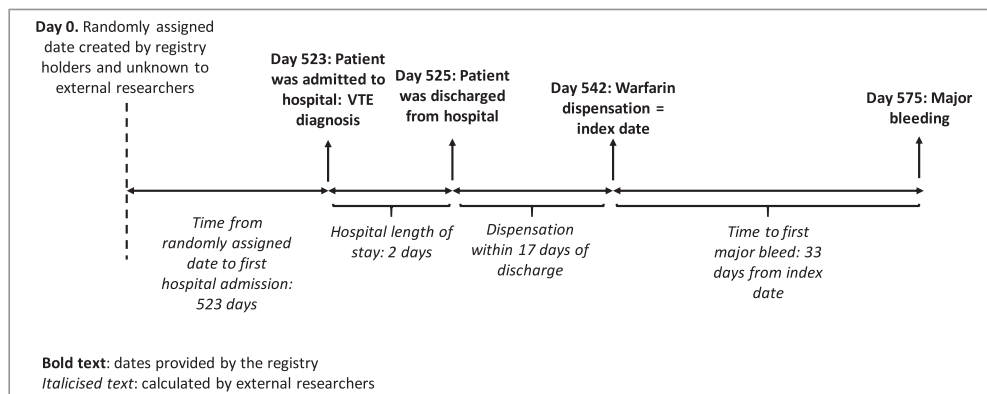 Day 0. Randomly assigned
date created by registry
holders and unknown to
external researchers
Day 523: Patient
was admitted to
hospital: VTE
diagnosis
Day 525: Patient
was discharged
from hospital
Day 542: Warfarin
dispensation =
index date
Day 575: Major
bleeding
Time from
randomly assigned
date to first
hospital admission:
523 days
Hospital length of
stay: 2 days
Dispensation
within 17 days of
discharge
Time to first
major bleed: 33
days from index
date
Bold text: dates provided by the registry
Italicised text: calculated by external researchers